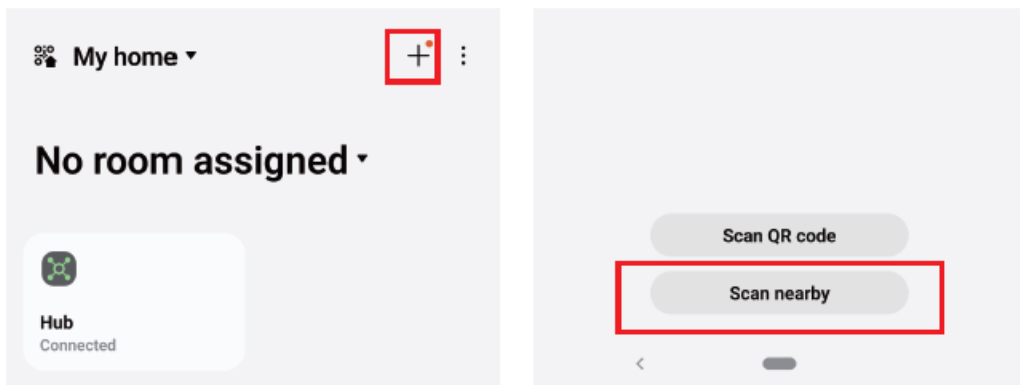 My home
No room assigned
Hub
Connected
Scan QR code
Scan nearby